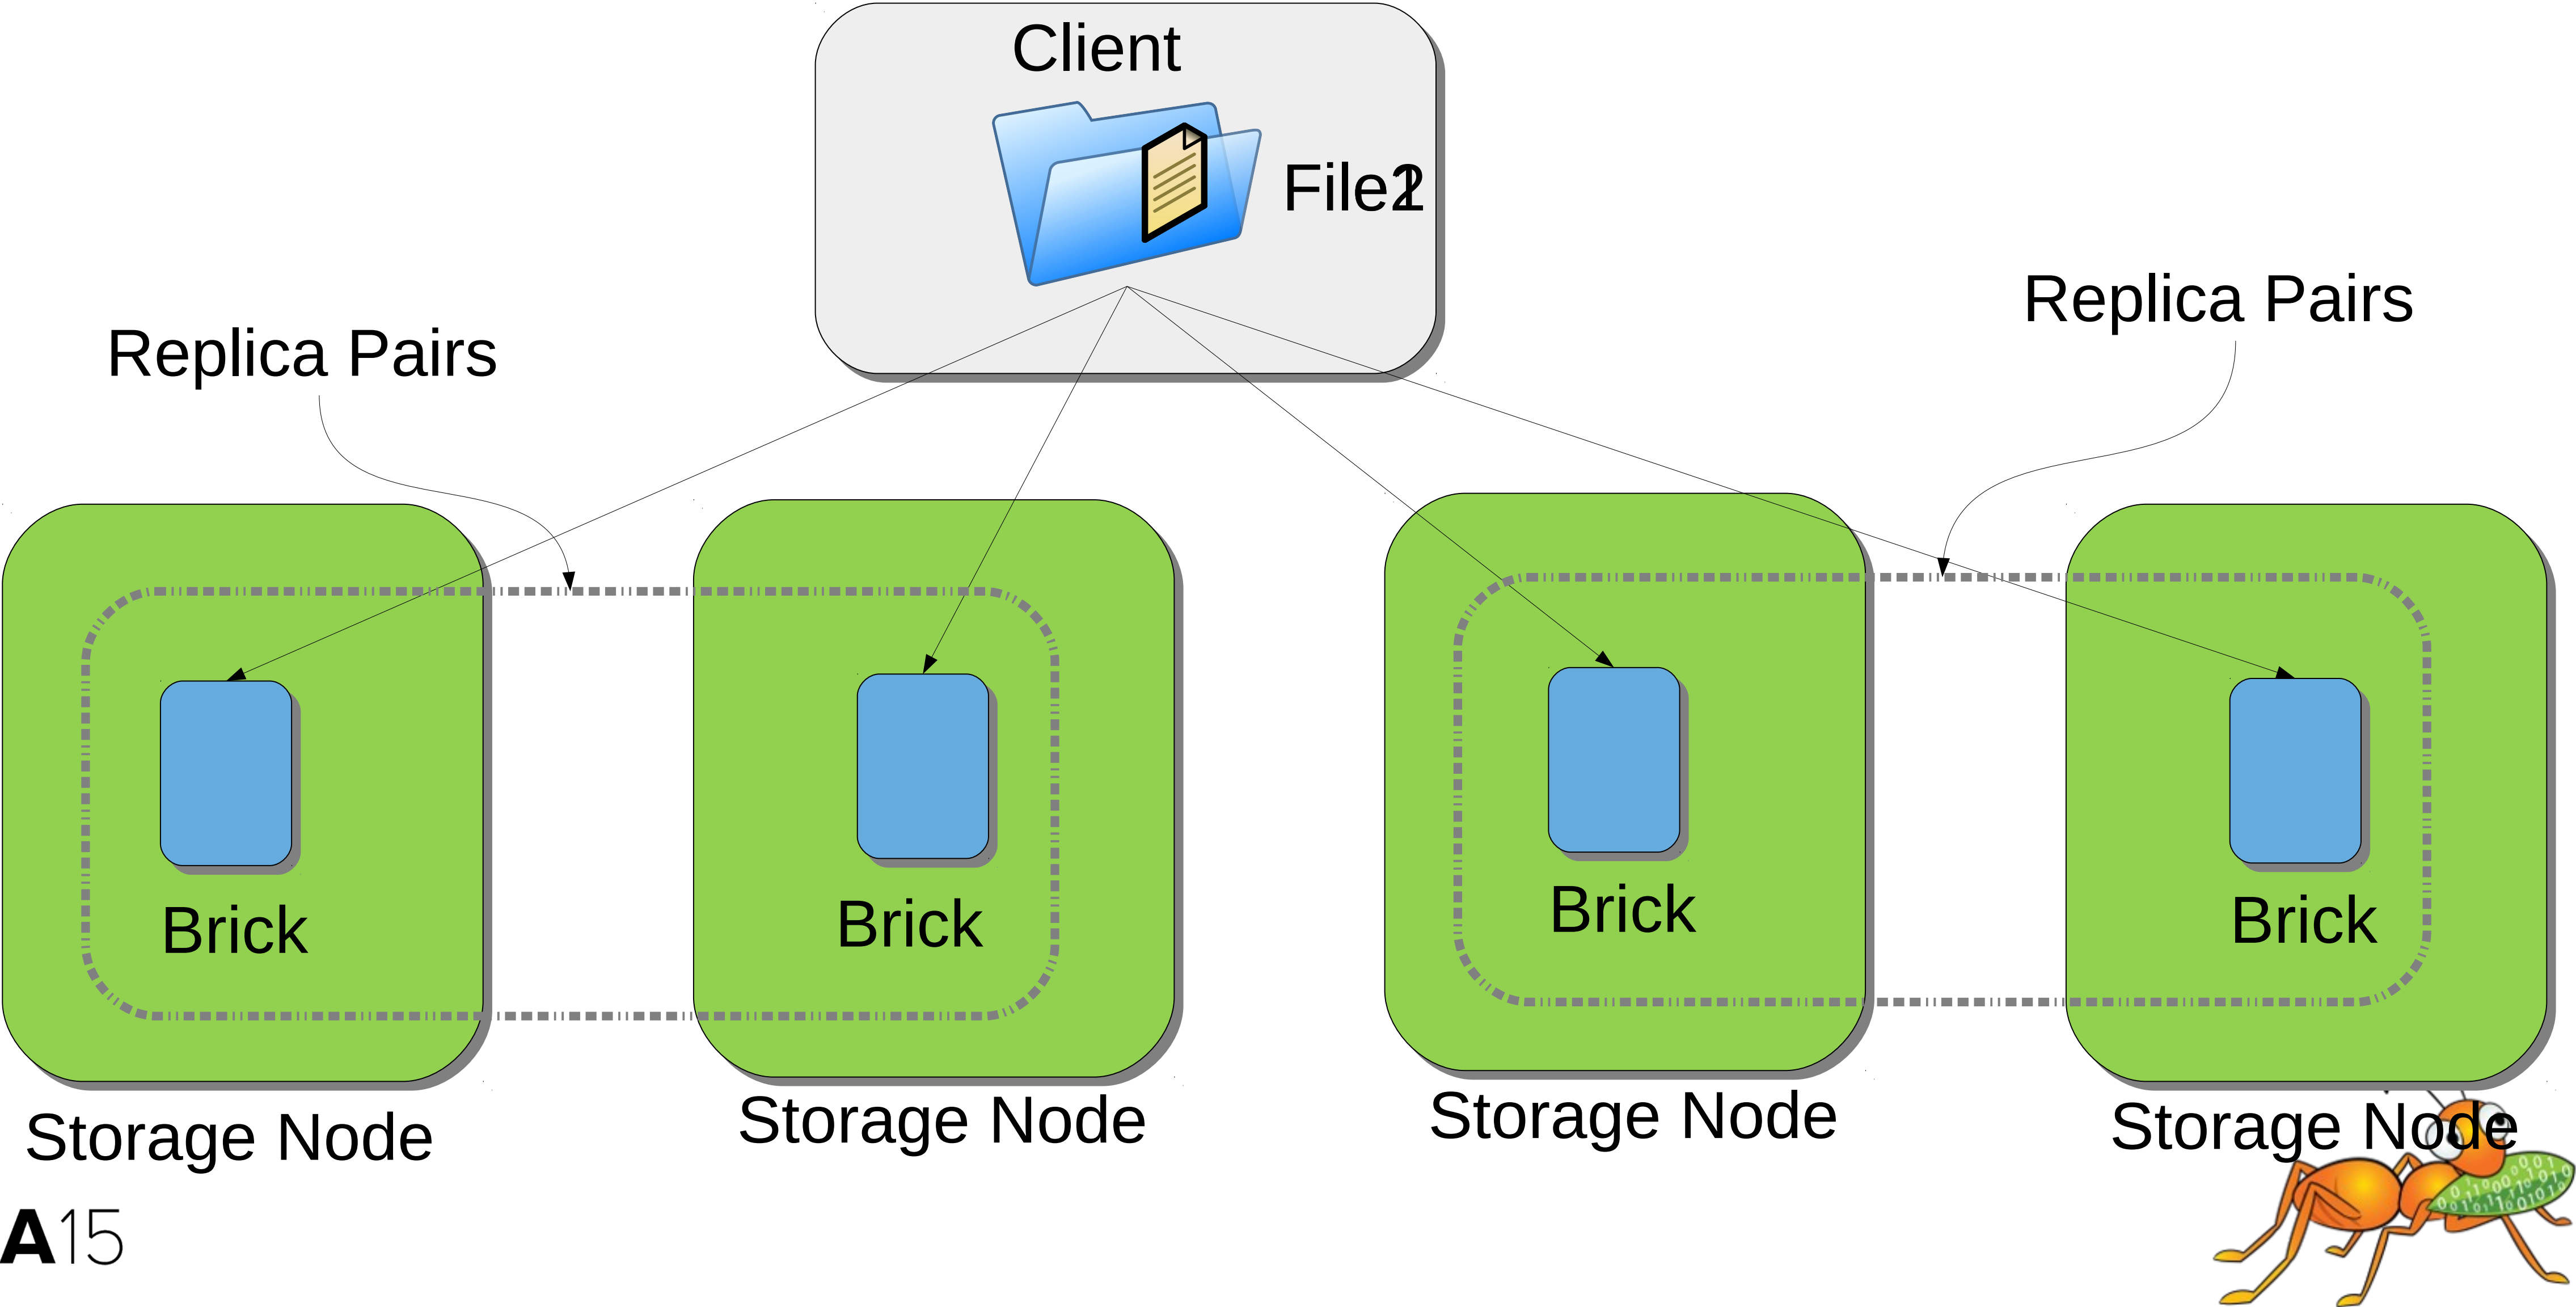 Client
File
Replica Pairs
Replica Pairs
Brick
Brick
Brick
Brick
Storage Node
Storage Node
Storage Node
Storage Node
A15